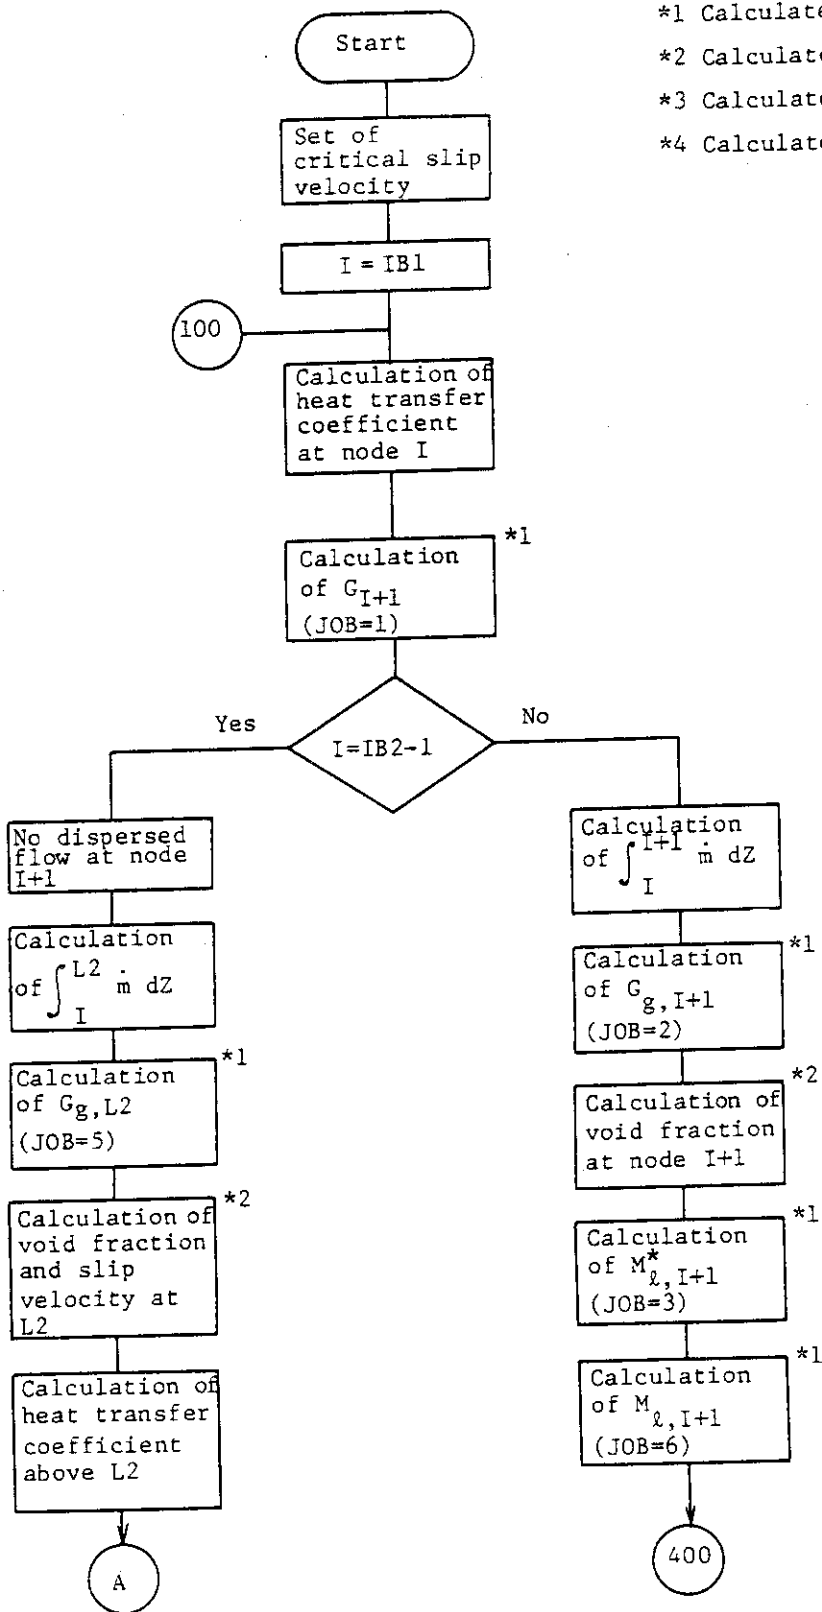 *1 Calculate
*2 Calculate
*3 Calculate
*4 Calculate
Start
Set of
critical slip
velocity
I = IB1
100
Calculation of
heat transfer
coefficient
at node I
*1
Calculation
of G_{I+1}
(JOB=1)
I=IB2-1
Yes
No
No dispersed
flow at node
I+1
Calculation
of ∫_{I}^{L2} ṁ dZ
*1
Calculation
of G_{g,L2}
(JOB=5)
*2
Calculation of
void fraction
and slip
velocity at
L2
Calculation of
heat transfer
coefficient
above L2
A
Calculation
of ∫_{I}^{I+1} ṁ dZ
*1
Calculation
of G_{g,I+1}
(JOB=2)
*2
Calculation of
void fraction
at node I+1
*1
Calculation
of M*_{ℓ,I+1}
(JOB=3)
*1
Calculation
of M_{ℓ,I+1}
(JOB=6)
400